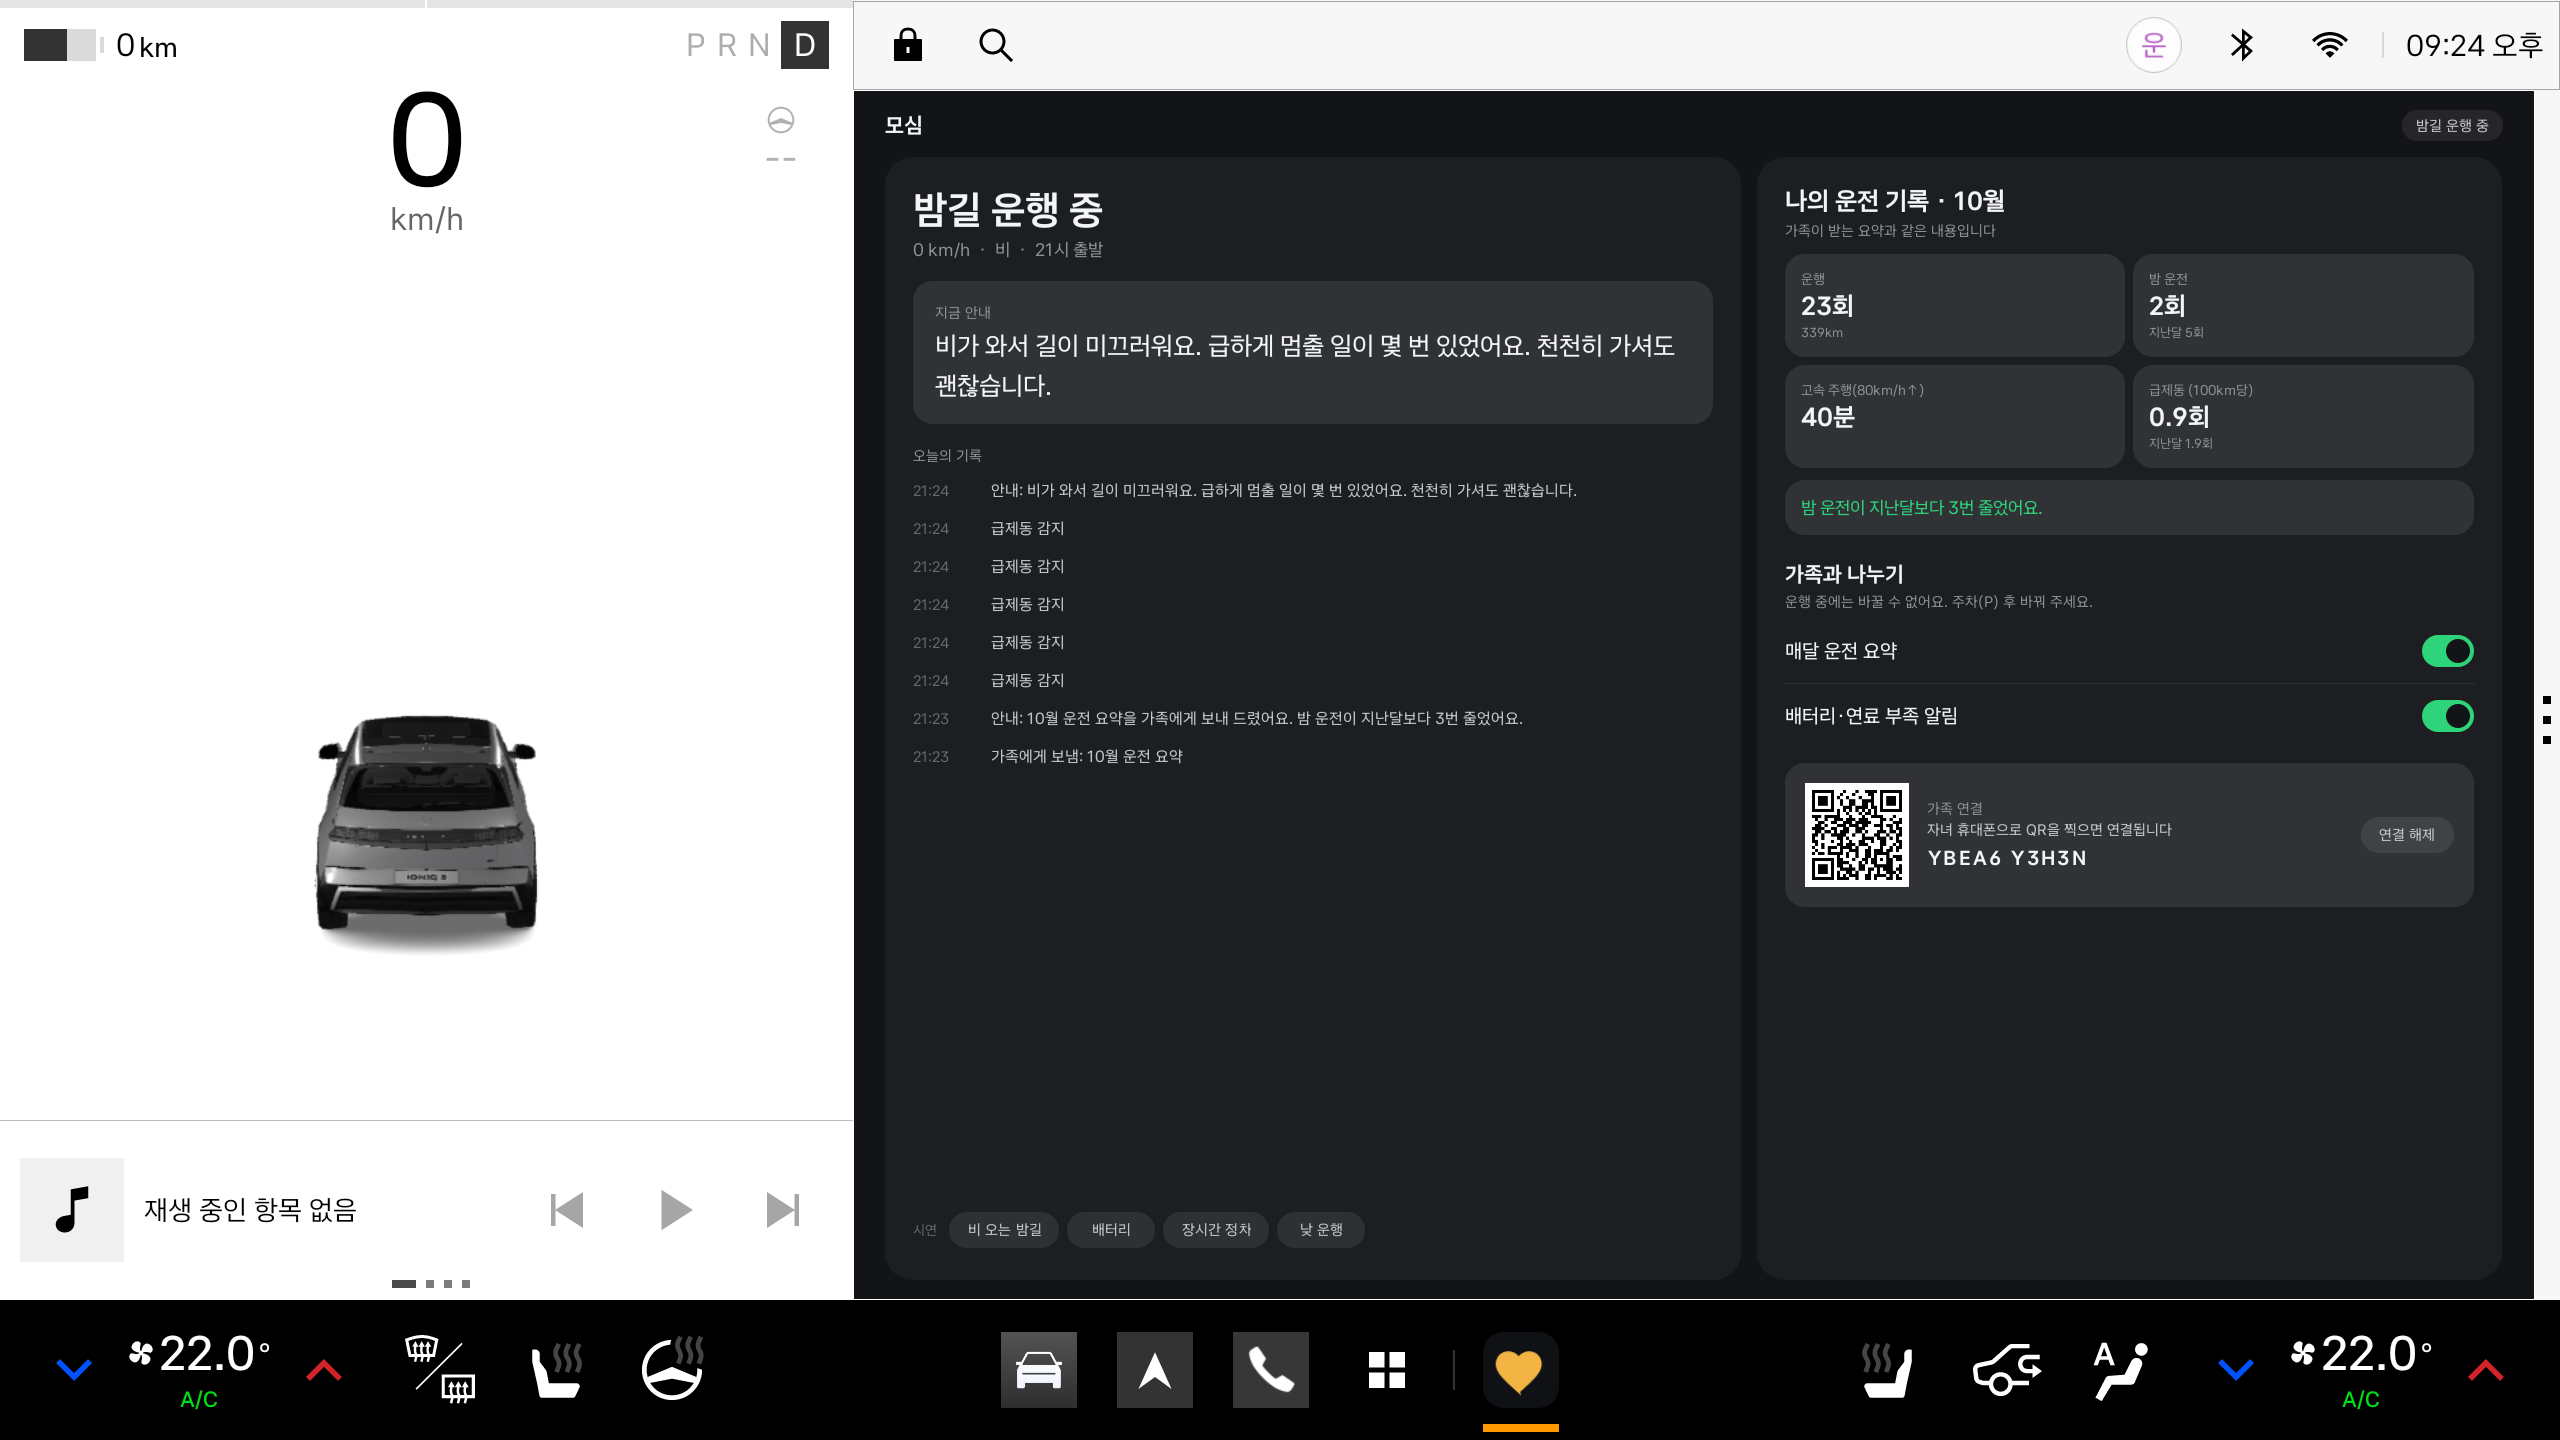 0 km
P R N D
0
km/h
--
재생 중인 항목 없음
운
09:24 오후
모심
밤길 운행 중
밤길 운행 중
0 km/h · 비 · 21시 출발
지금 안내
비가 와서 길이 미끄러워요. 급하게 멈출 일이 몇 번 있었어요. 천천히 가셔도
괜찮습니다.
오늘의 기록
21:24 안내: 비가 와서 길이 미끄러워요. 급하게 멈출 일이 몇 번 있었어요. 천천히 가셔도 괜찮습니다.
21:24 급제동 감지
21:24 급제동 감지
21:24 급제동 감지
21:24 급제동 감지
21:24 급제동 감지
21:23 안내: 10월 운전 요약을 가족에게 보내 드렸어요. 밤 운전이 지난달보다 3번 줄었어요.
21:23 가족에게 보냄: 10월 운전 요약
시연 비 오는 밤길 배터리 장시간 정차 낮 운행
나의 운전 기록 · 10월
가족이 받는 요약과 같은 내용입니다
운행
23회
339km
밤 운전
2회
지난달 5회
고속 주행(80km/h↑)
40분
급제동 (100km당)
0.9회
지난달 1.9회
밤 운전이 지난달보다 3번 줄었어요.
가족과 나누기
운행 중에는 바꿀 수 없어요. 주차(P) 후 바꿔 주세요.
매달 운전 요약
배터리·연료 부족 알림
가족 연결
자녀 휴대폰으로 QR을 찍으면 연결됩니다
YBEA6 Y3H3N
연결 해제
22.0°
A/C
A
22.0°
A/C